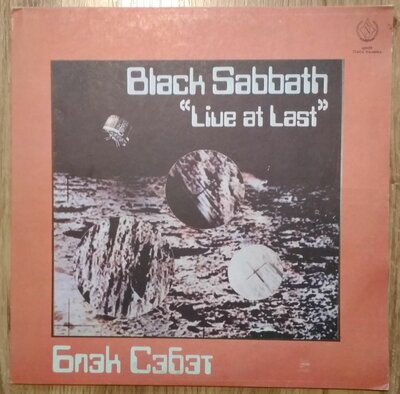 Black Sabbath
“Live at Last”
Блэк Сэбэт